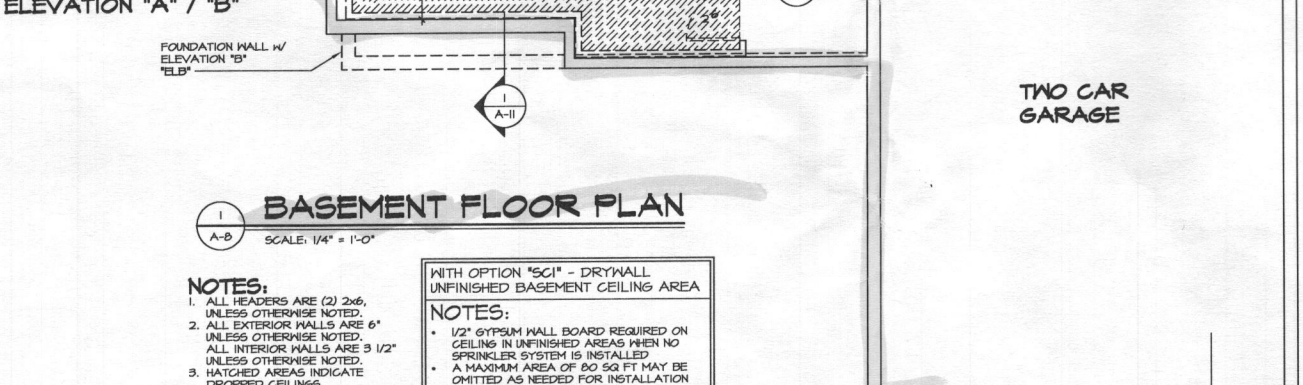 ELEVATION "A" / "B"
FOUNDATION WALL W/
ELEVATION "B"
"ELB"
1
A-11
TWO CAR
GARAGE
1
A-8
BASEMENT FLOOR PLAN
SCALE: 1/4" = 1'-0"
NOTES:
1. ALL HEADERS ARE (2) 2x6,
UNLESS OTHERWISE NOTED.
2. ALL EXTERIOR WALLS ARE 6"
UNLESS OTHERWISE NOTED.
ALL INTERIOR WALLS ARE 3 1/2"
UNLESS OTHERWISE NOTED.
3. HATCHED AREAS INDICATE
DROPPED CEILINGS
WITH OPTION "SCI" - DRYWALL
UNFINISHED BASEMENT CEILING AREA
NOTES:
• 1/2" GYPSUM WALL BOARD REQUIRED ON
CEILING IN UNFINISHED AREAS WHEN NO
SPRINKLER SYSTEM IS INSTALLED
• A MAXIMUM AREA OF 80 SQ FT MAY BE
OMITTED AS NEEDED FOR INSTALLATION